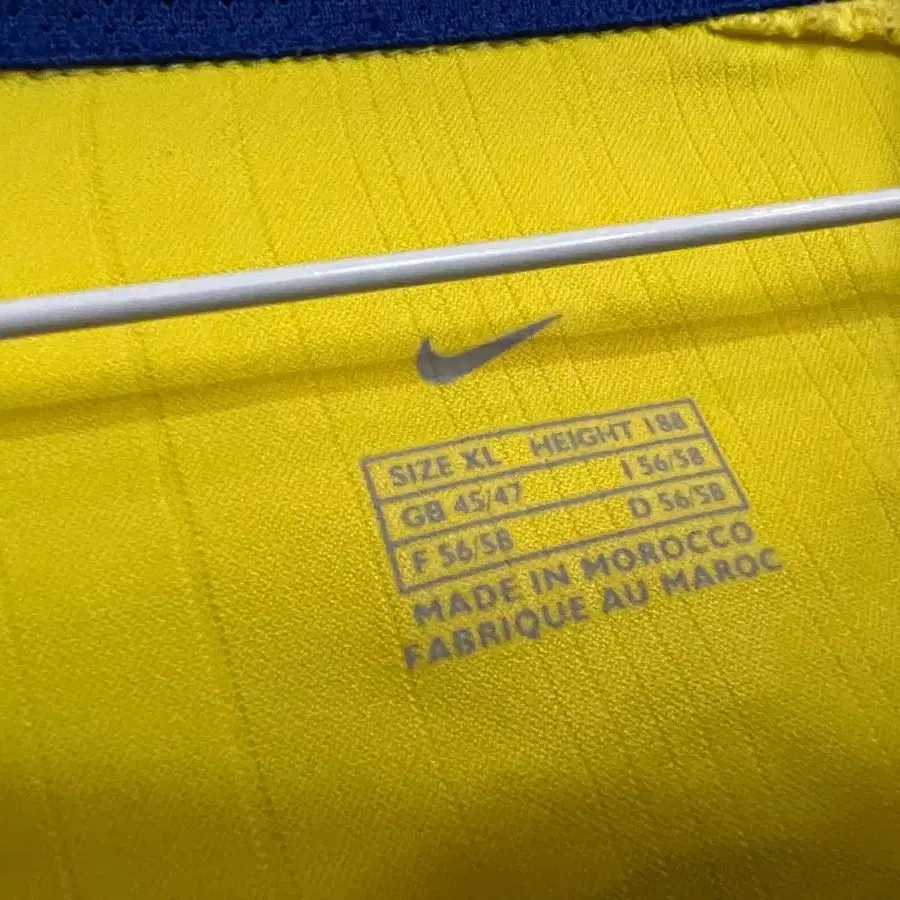 SIZE XL HEIGHT 188
GB 45/47 I 56/58
F 56/58 D 56/58
MADE IN MOROCCO
FABRIQUE AU MAROC